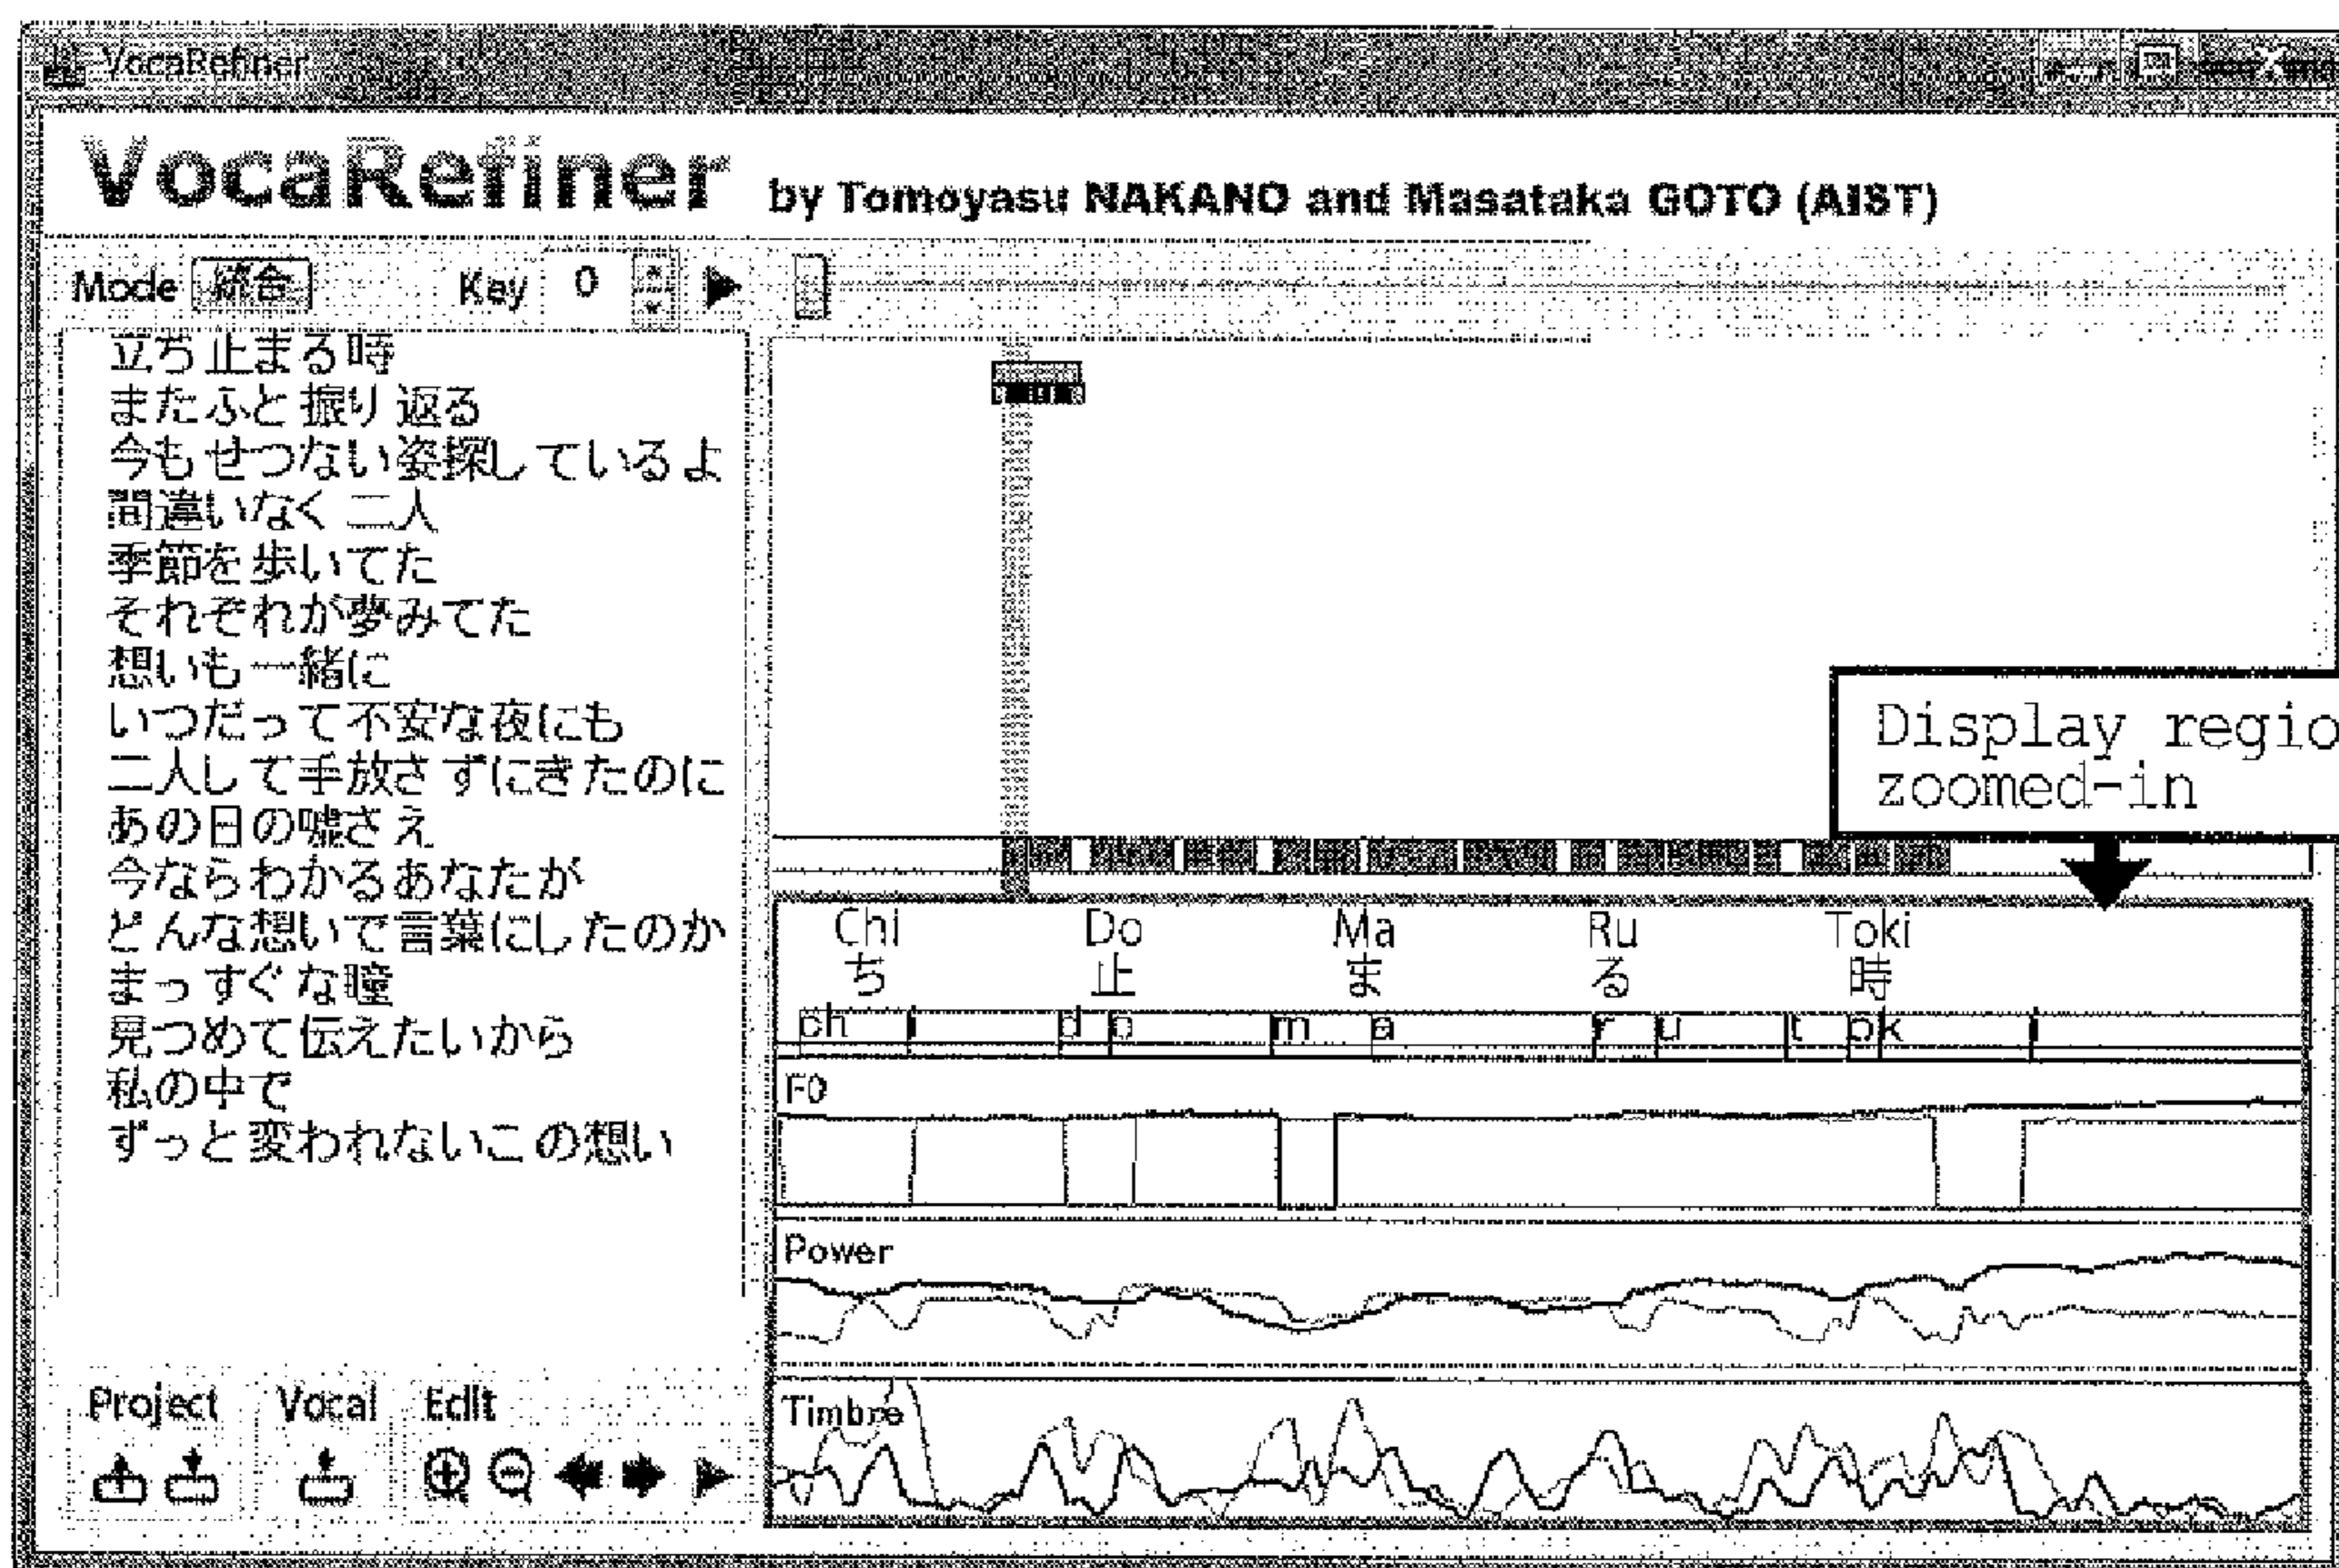 VocaRefiner
VocaRefiner by Tomoyasu NAKANO and Masataka GOTO (AIST)
Mode 統合 Key 0
立ち止まる時
またふと振り返る
今もせつない姿探しているよ
間違いなく二人
季節を歩いてた
それぞれが夢みてた
想いも一緒に
いつだって不安な夜にも
二人して手放さずにきたのに
あの日の嘘さえ
今ならわかるあなたが
どんな想いで言葉にしたのか
まっすぐな瞳
見つめて伝えたいから
私の中で
ずっと変われないこの想い
Project Vocal Edit
Display regio
zoomed-in
Chi Do Ma Ru Toki
ち 止 ま る 時
ch i d o m a r u t o k i
F0
Power
Timbre